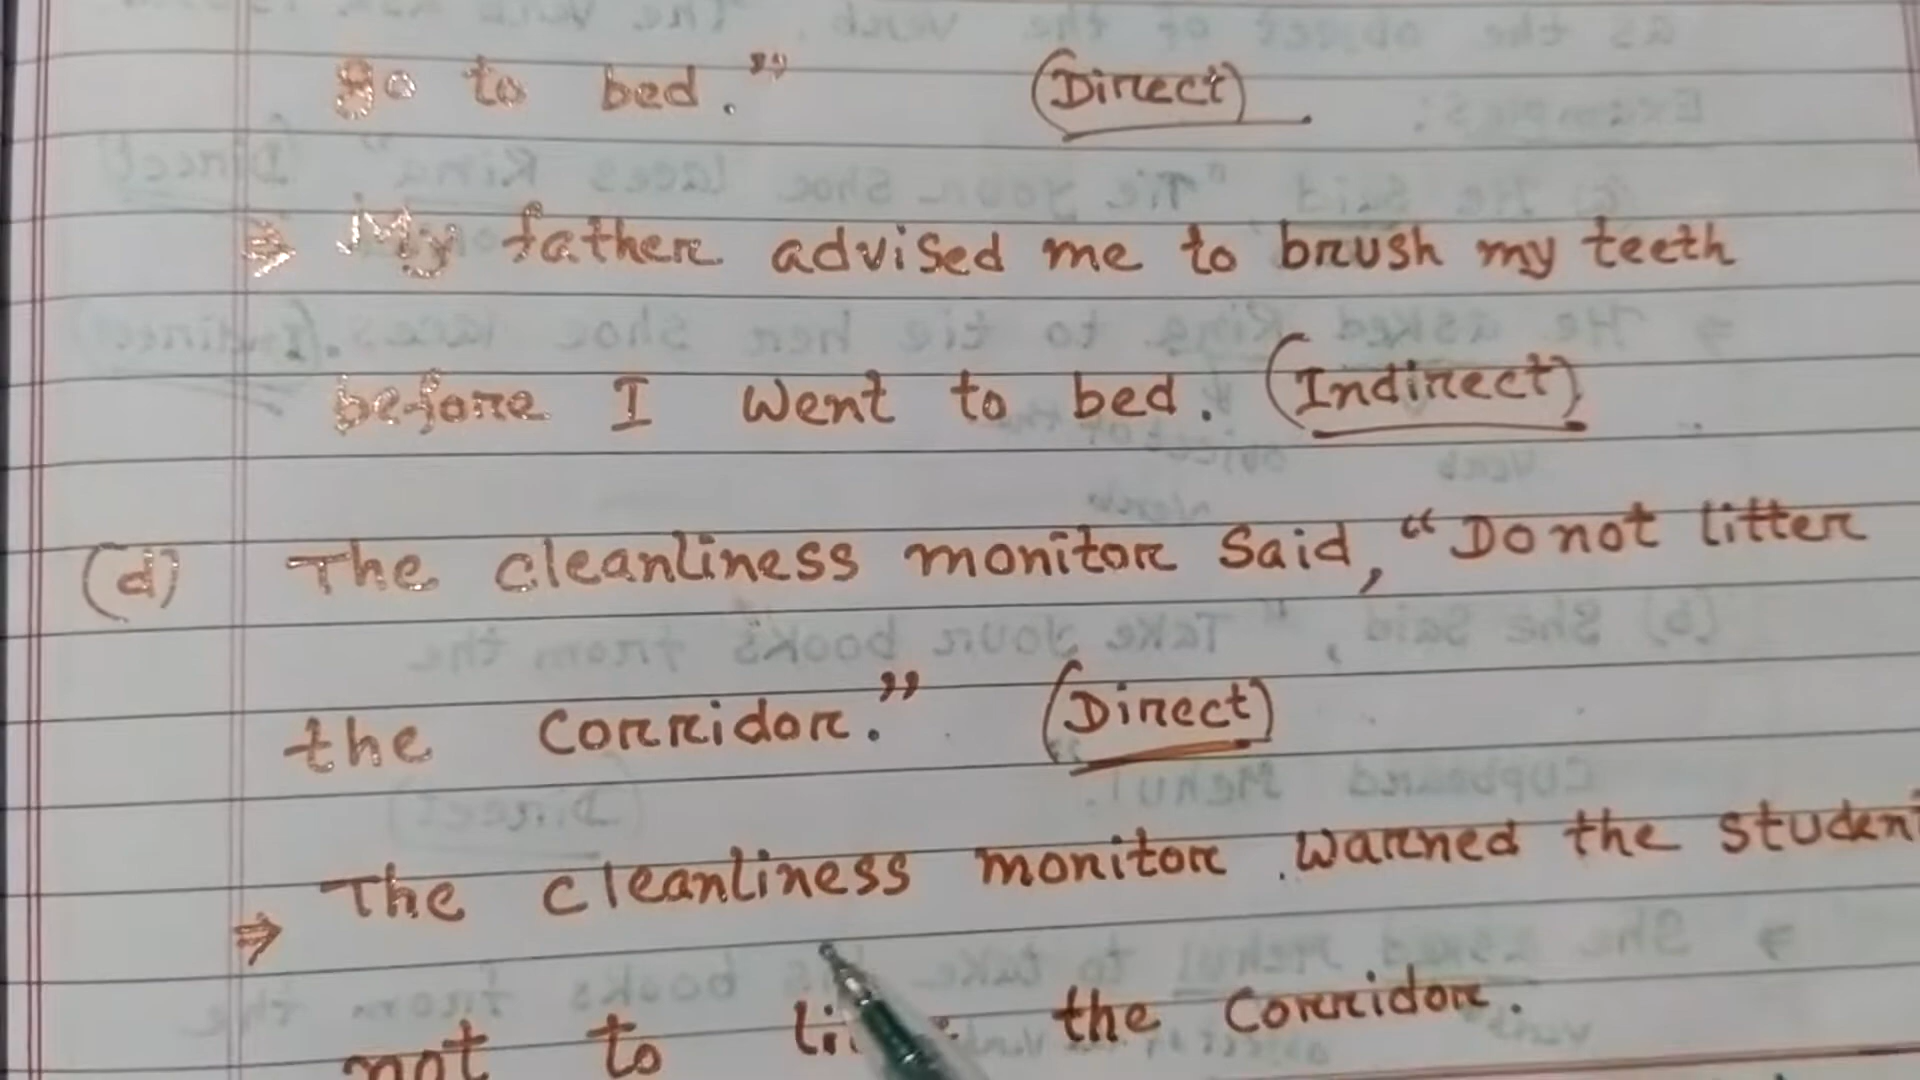 go to bed." (Direct).
⇒ My father advised me to brush my teeth
before I went to bed. (Indirect)
(d) The cleanliness monitor said, "Do not litter
the corridor." (Direct)
⇒ The cleanliness monitor warned the student
not to the corridor.